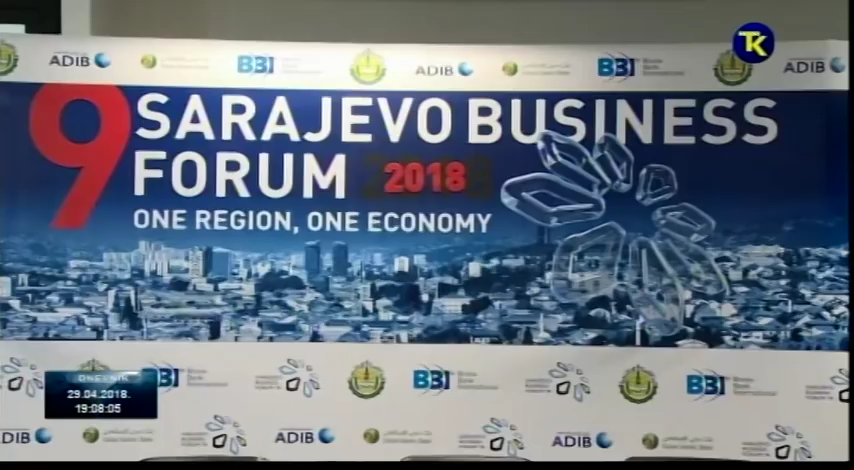 TK
ADIB
BBI
ADIB
BBI
ADIB
9 SARAJEVO BUSINESS
FORUM 2018
ONE REGION, ONE ECONOMY
DNEVNIK
29.04.2018.
19:08:05
BBI
BBI
BBI
ADIB
ADIB
ADIB